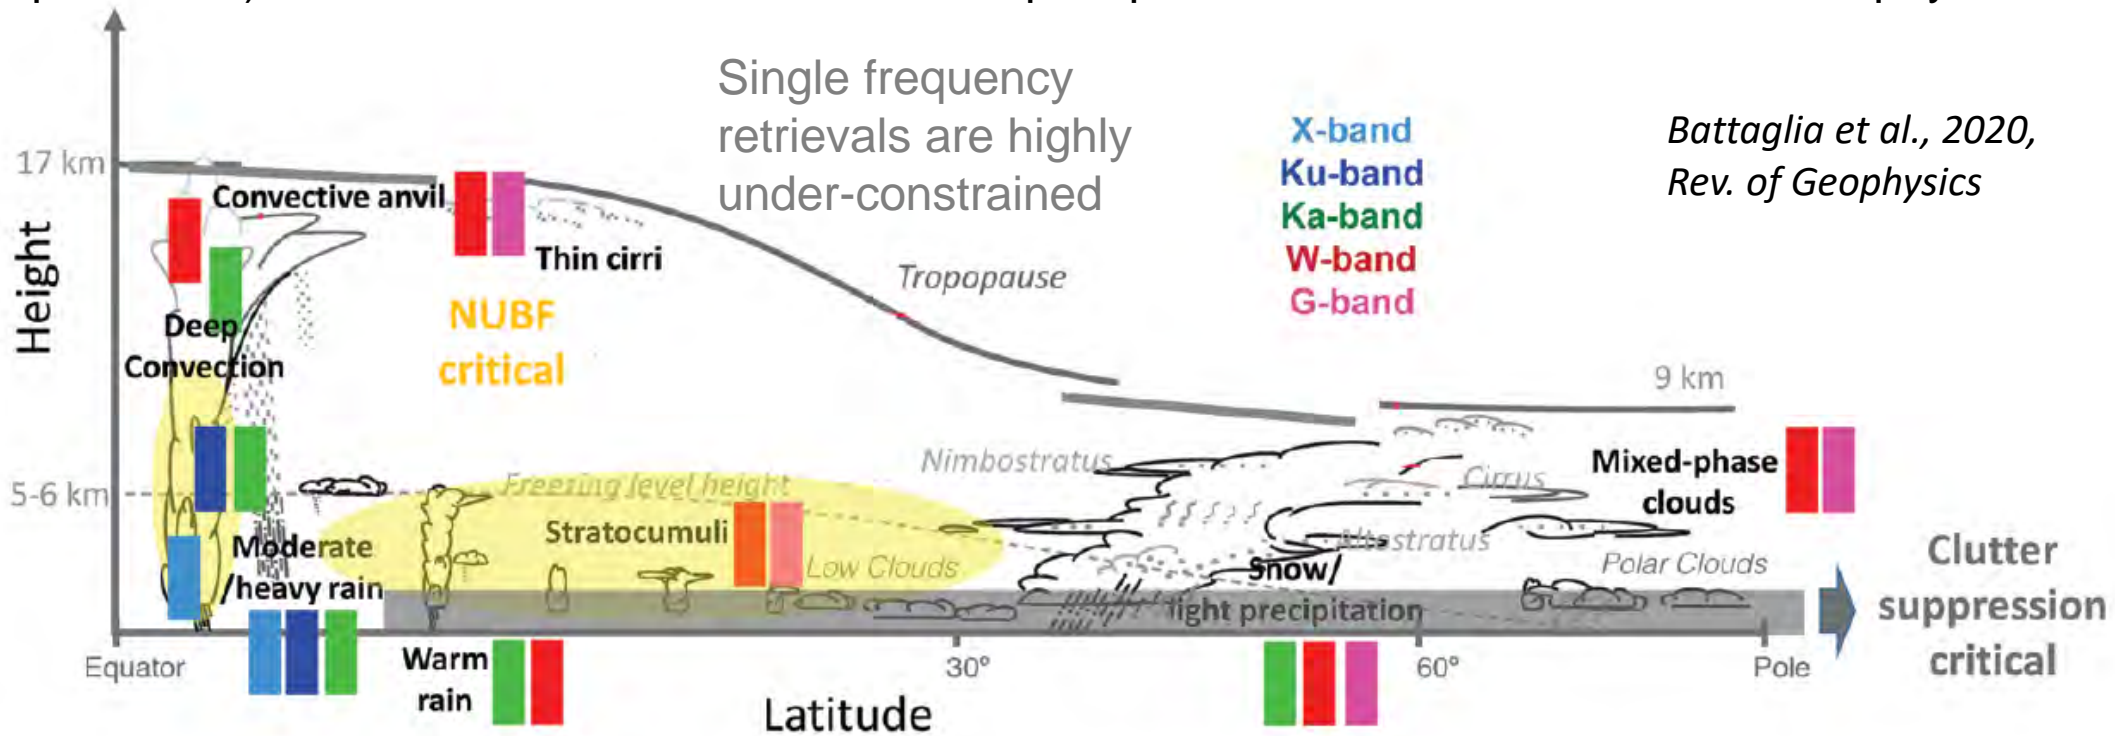 Single frequency
retrievals are highly
under-constrained
X-band
Ku-band
Ka-band
W-band
G-band
Battaglia et al., 2020,
Rev. of Geophysics
17 km
Convective anvil
Thin cirri
Tropopause
Height
NUBF
critical
Deep
Convection
9 km
Nimbostratus
Cirrus
Mixed-phase
clouds
5-6 km
Freezing level height
Stratocumuli
Altostratus
Moderate
/heavy rain
Low Clouds
Snow/
light precipitation
Polar Clouds
Clutter
suppression
critical
Equator
Warm
rain
30º
60º
Pole
Latitude